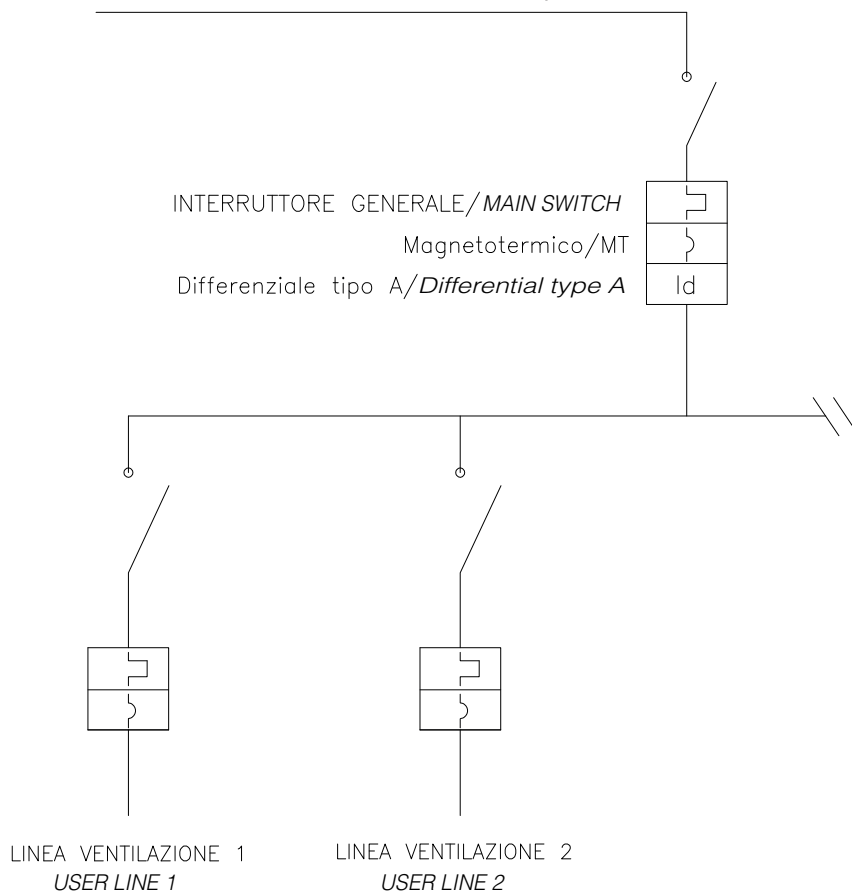 INTERRUTTORE GENERALE/MAIN SWITCH
Magnetotermico/MT
Differenziale tipo A/Differential type A
Id
LINEA VENTILAZIONE 1
USER LINE 1
LINEA VENTILAZIONE 2
USER LINE 2